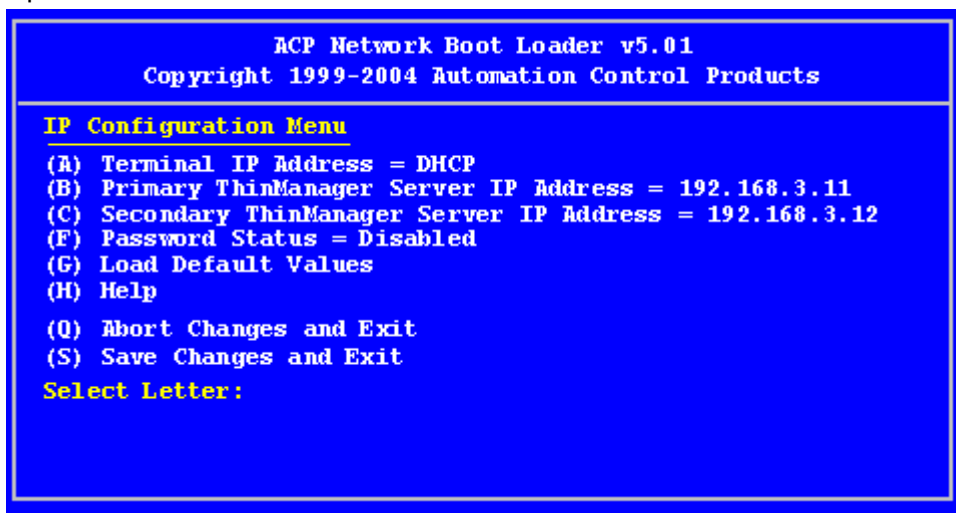 ACP Network Boot Loader v5.01
Copyright 1999-2004 Automation Control Products
IP Configuration Menu
(A) Terminal IP Address = DHCP
(B) Primary ThinManager Server IP Address = 192.168.3.11
(C) Secondary ThinManager Server IP Address = 192.168.3.12
(F) Password Status = Disabled
(G) Load Default Values
(H) Help
(Q) Abort Changes and Exit
(S) Save Changes and Exit
Select Letter: